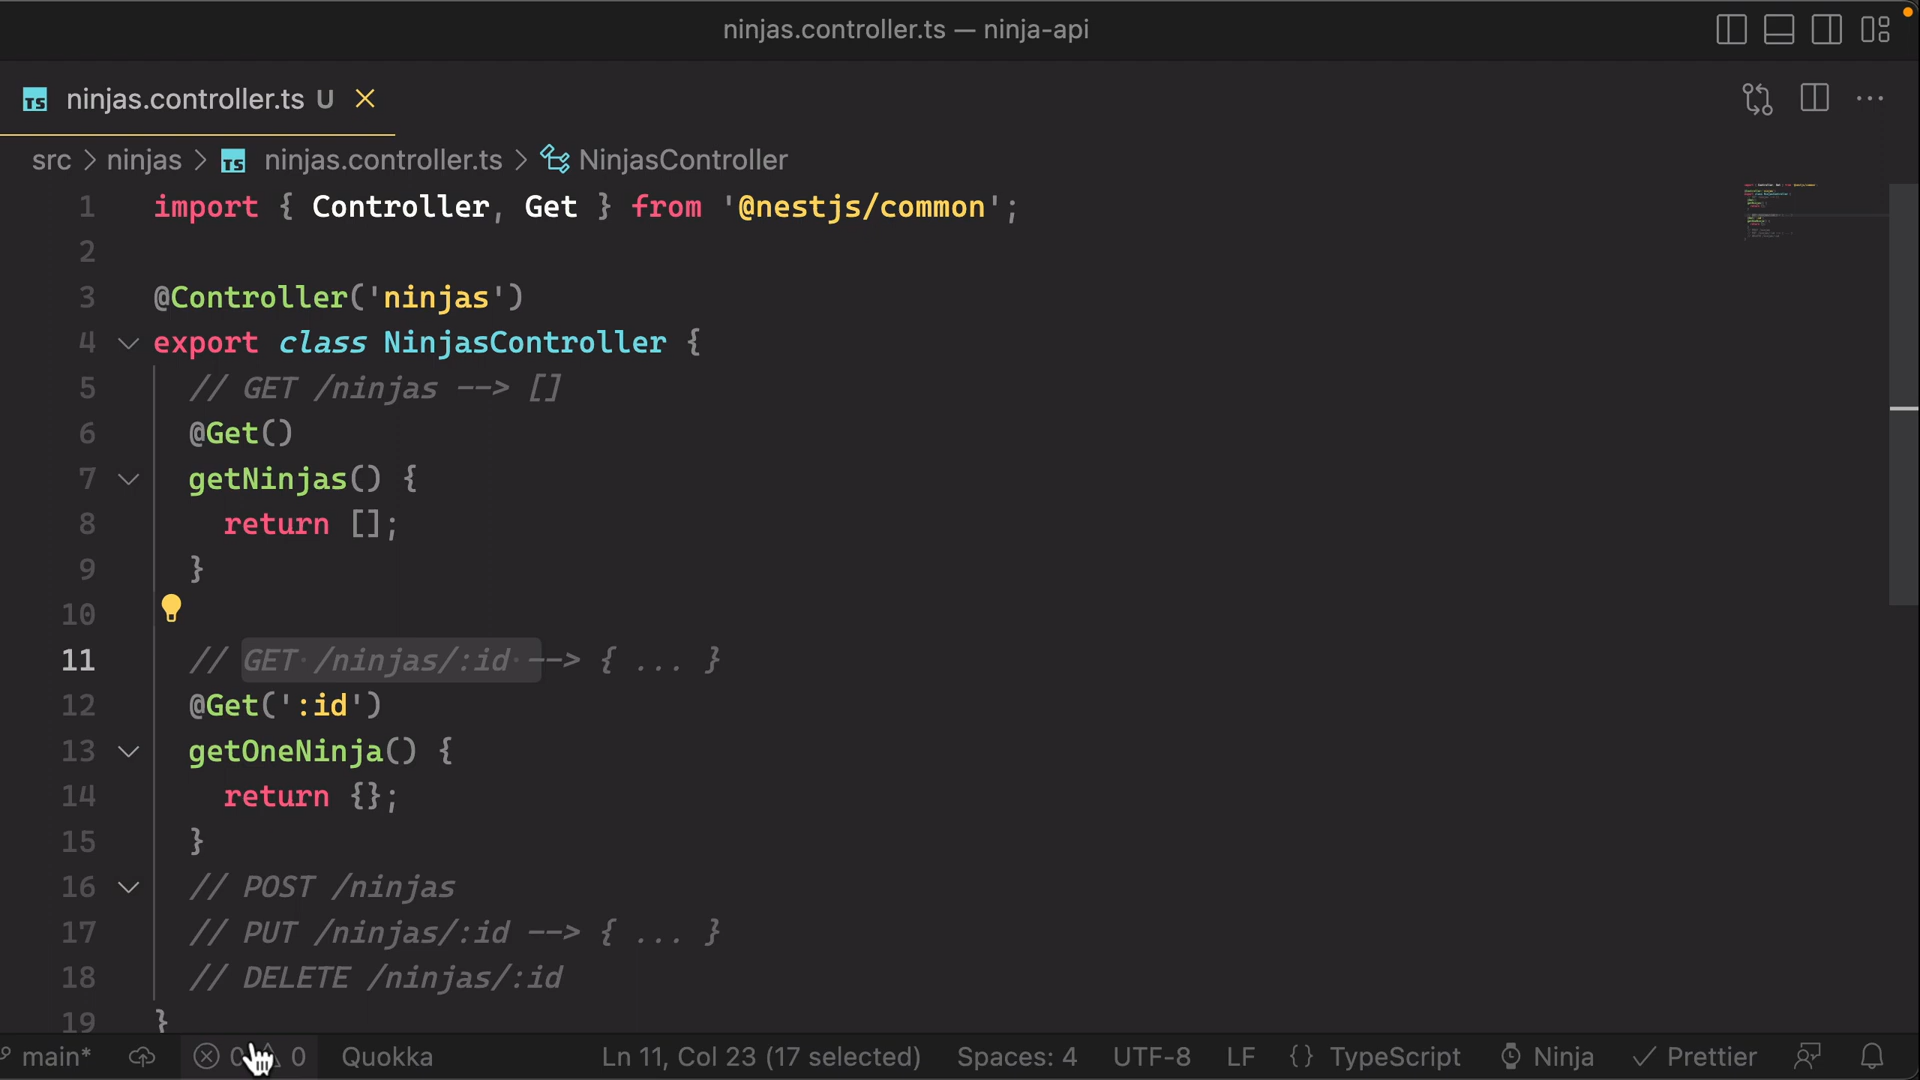 ninjas.controller.ts — ninja-api
TS ninjas.controller.ts U
src > ninjas > TS ninjas.controller.ts > NinjasController
1 import { Controller, Get } from '@nestjs/common';
2
3 @Controller('ninjas')
4 export class NinjasController {
5 // GET /ninjas --> []
6 @Get()
7 getNinjas() {
8 return [];
9 }
10
11 // GET /ninjas/:id --> { ... }
12 @Get(':id')
13 getOneNinja() {
14 return {};
15 }
16 // POST /ninjas
17 // PUT /ninjas/:id --> { ... }
18 // DELETE /ninjas/:id
19 }
main* 0 0 Quokka Ln 11, Col 23 (17 selected) Spaces: 4 UTF-8 LF {} TypeScript Ninja Prettier